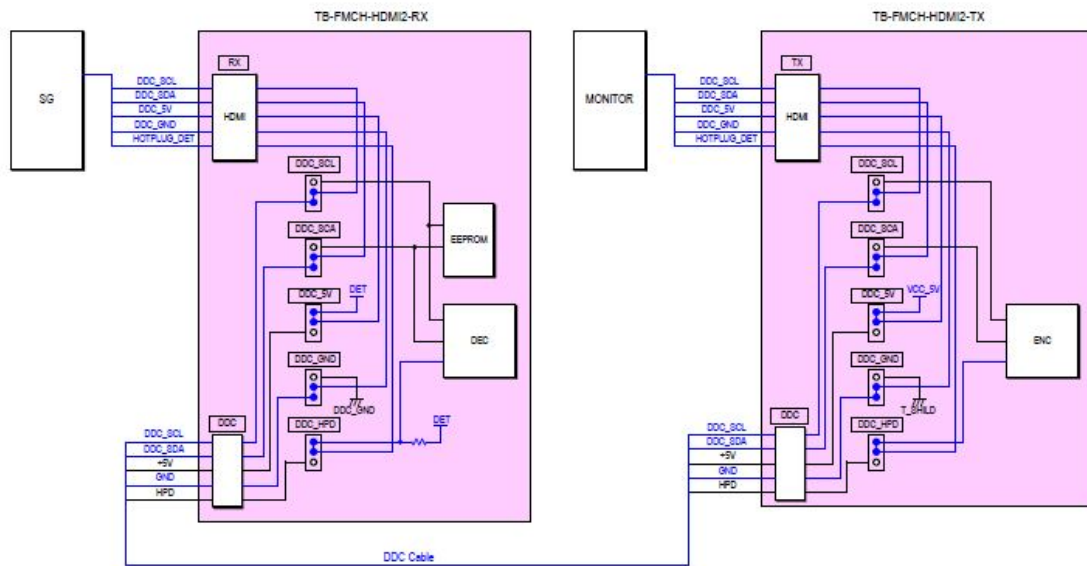 TB-FMCH-HDMI2-RX
SG
DDC_SCL
DDC_SDA
DDC_5V
DDC_GND
HOTPLUG_DET
RX
HDMI
DDC_SCL
DDC_SCA
DDC_5V
DET
DDC_GND
DDC_GND
DDC_HPD
DET
EEPROM
DEC
DDC
DDC_SCL
DDC_SDA
+5V
GND
HPD
DDC Cable
TB-FMCH-HDMI2-TX
MONITOR
DDC_SCL
DDC_SDA
DDC_5V
DDC_GND
HOTPLUG_DET
TX
HDMI
DDC_SCL
DDC_SCA
DDC_5V
VCC_5V
DDC_GND
T_SHILD
DDC_HPD
ENC
DDC
DDC_SCL
DDC_SDA
+5V
GND
HPD